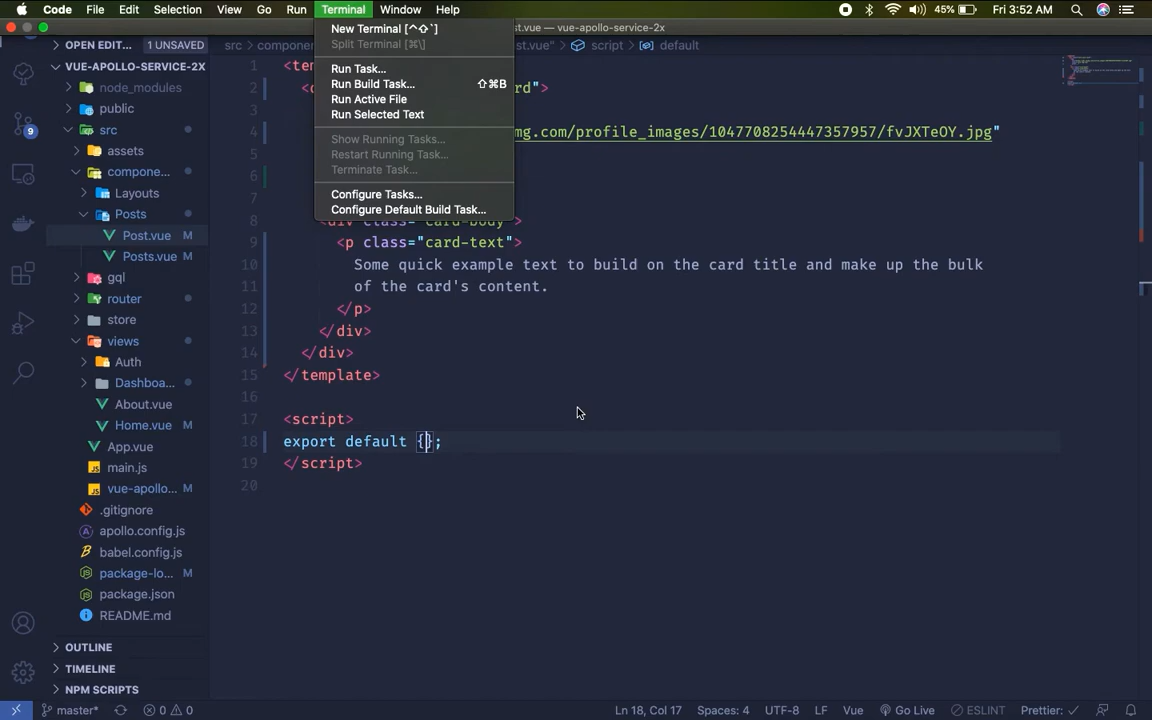 Code File Edit Selection View Go Run Terminal Window Help 45% Fri 3:52 AM
st.vue — vue-apollo-service-2x
New Terminal [^⇧`]
Split Terminal [⌘\]
Run Task...
Run Build Task... ⇧⌘B
Run Active File
Run Selected Text
Show Running Tasks...
Restart Running Task...
Terminate Task...
Configure Tasks...
Configure Default Build Task...
OPEN EDIT... 1 UNSAVED
VUE-APOLLO-SERVICE-2X
node_modules
public
src
assets
compone...
Layouts
Posts
Post.vue M
Posts.vue M
gql
router
store
views
Auth
Dashboa...
About.vue
Home.vue
App.vue
main.js
vue-apollo... M
.gitignore
apollo.config.js
babel.config.js
package-lo... M
package.json
README.md
OUTLINE
TIMELINE
NPM SCRIPTS
9
src compone st.vue" script default
1 <tem
2 <d rd">
4 mg.com/profile_images/1047708254447357957/fvJXTeOY.jpg"
5
6
7
8 <div class="card-body">
9 <p class="card-text">
10 Some quick example text to build on the card title and make up the bulk
11 of the card's content.
12 </p>
13 </div>
14 </div>
15 </template>
16
17 <script>
18 export default {};
19 </script>
20
master* 0 0 Ln 18, Col 17 Spaces: 4 UTF-8 LF Vue Go Live ESLINT Prettier: ✓